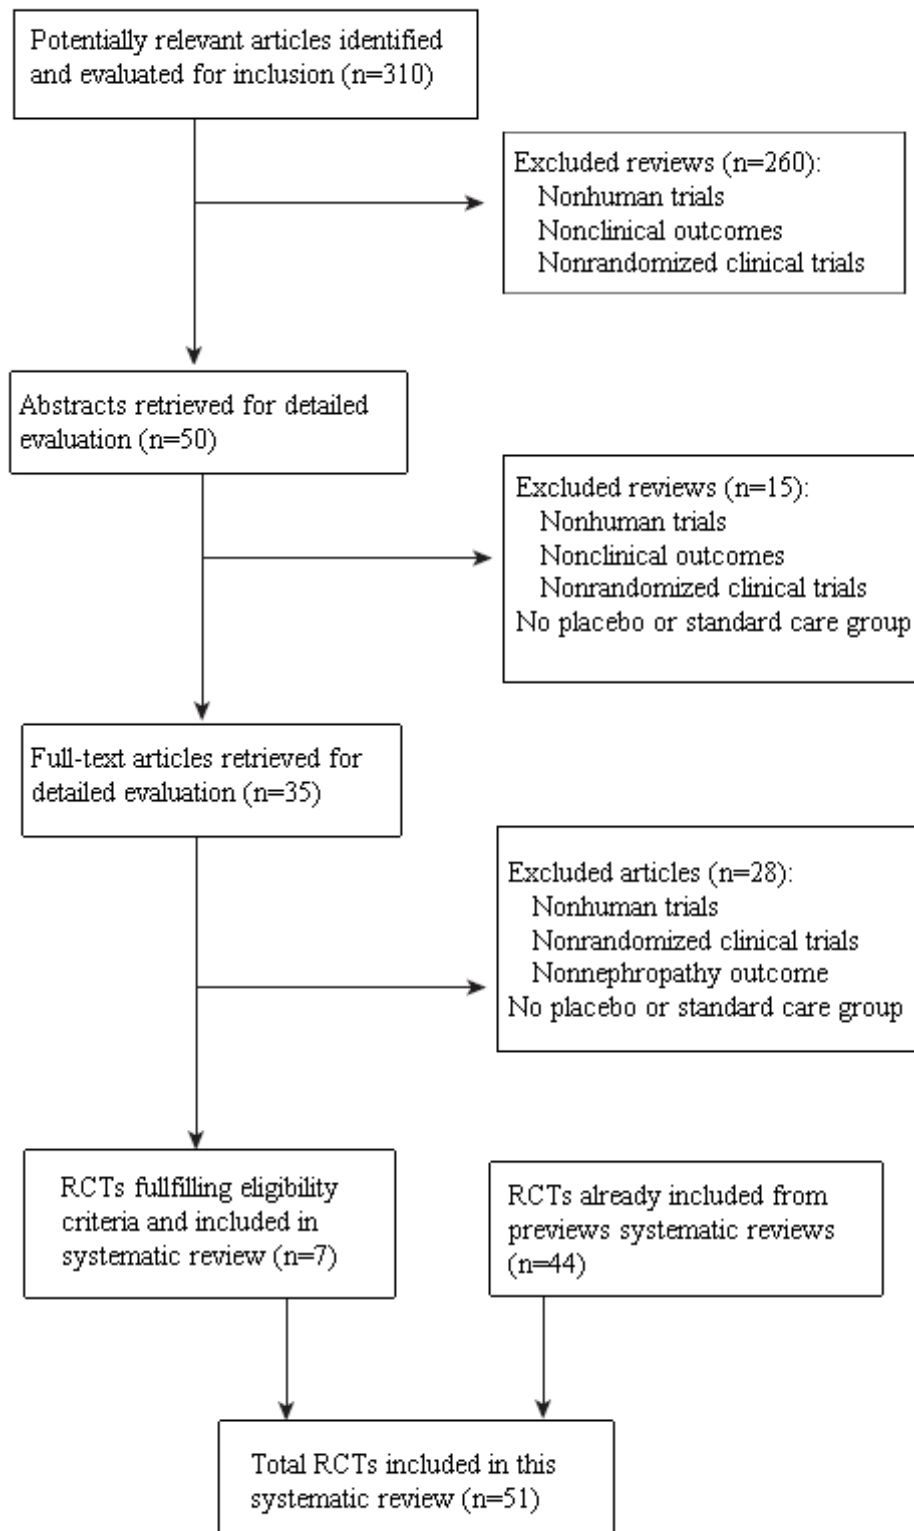 Potentially relevant articles identified
and evaluated for inclusion (n=310)
Excluded reviews (n=260):
Nonhuman trials
Nonclinical outcomes
Nonrandomized clinical trials
Abstracts retrieved for detailed
evaluation (n=50)
Excluded reviews (n=15):
Nonhuman trials
Nonclinical outcomes
Nonrandomized clinical trials
No placebo or standard care group
Full-text articles retrieved for
detailed evaluation (n=35)
Excluded articles (n=28):
Nonhuman trials
Nonrandomized clinical trials
Nonnephropathy outcome
No placebo or standard care group
RCTs fullfilling eligibility
criteria and included in
systematic review (n=7)
RCTs already included from
previews systematic reviews
(n=44)
Total RCTs included in this
systematic review (n=51)